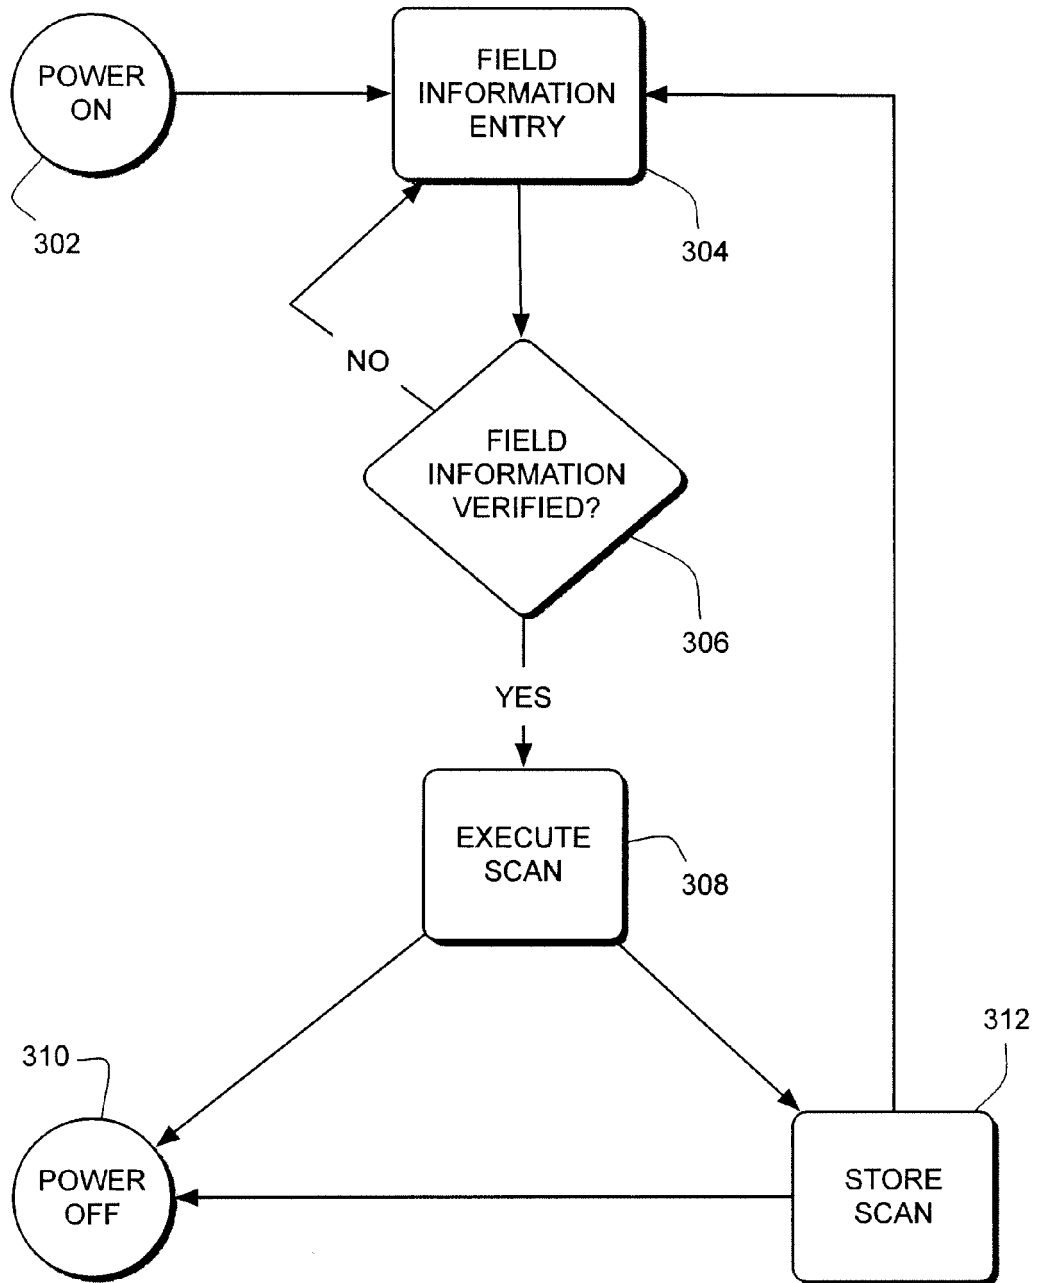 POWER
ON
302
FIELD
INFORMATION
ENTRY
304
NO
FIELD
INFORMATION
VERIFIED?
306
YES
EXECUTE
SCAN
308
310
POWER
OFF
312
STORE
SCAN